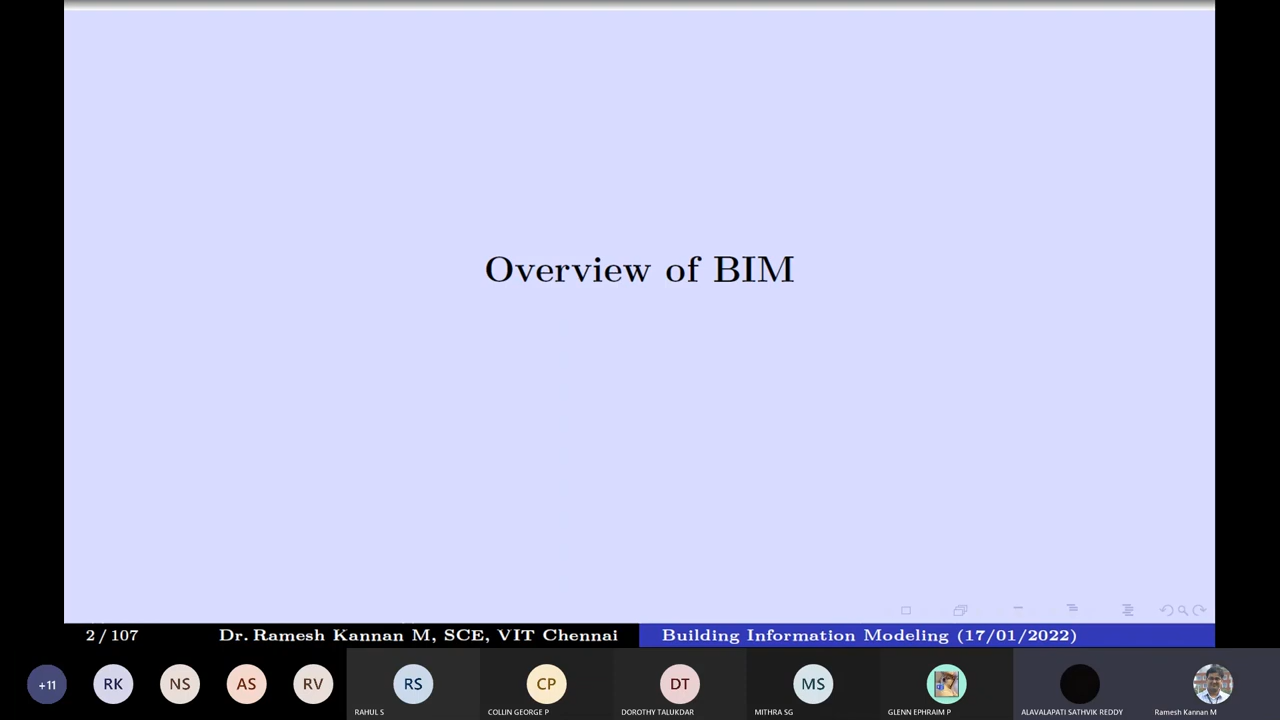 Overview of BIM
2 / 107 Dr. Ramesh Kannan M, SCE, VIT Chennai Building Information Modeling (17/01/2022)
+11 RK NS AS RV RS CP DT MS
RAHUL S COLLIN GEORGE P DOROTHY TALUKDAR MITHRA SG GLENN EPHRAIM P ALAVALAPATI SATHVIK REDDY Ramesh Kannan M